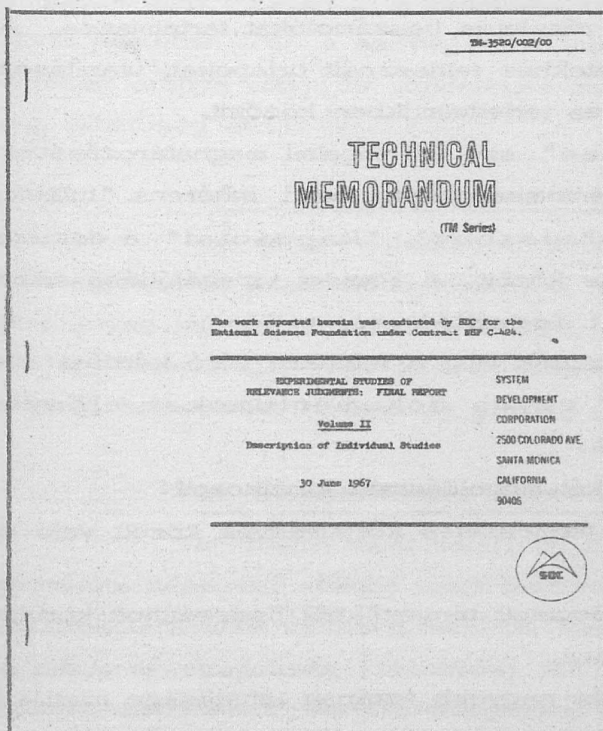 TM-3520/002/00
TECHNICAL
MEMORANDUM
(TM Series)
The work reported herein was conducted by SDC for the
National Science Foundation under Contract NSF C-424.
EXPERIMENTAL STUDIES OF
RELEVANCE JUDGMENTS: FINAL REPORT
Volume II
Description of Individual Studies
30 June 1967
SYSTEM
DEVELOPMENT
CORPORATION
2500 COLORADO AVE.
SANTA MONICA
CALIFORNIA
90406
SDC